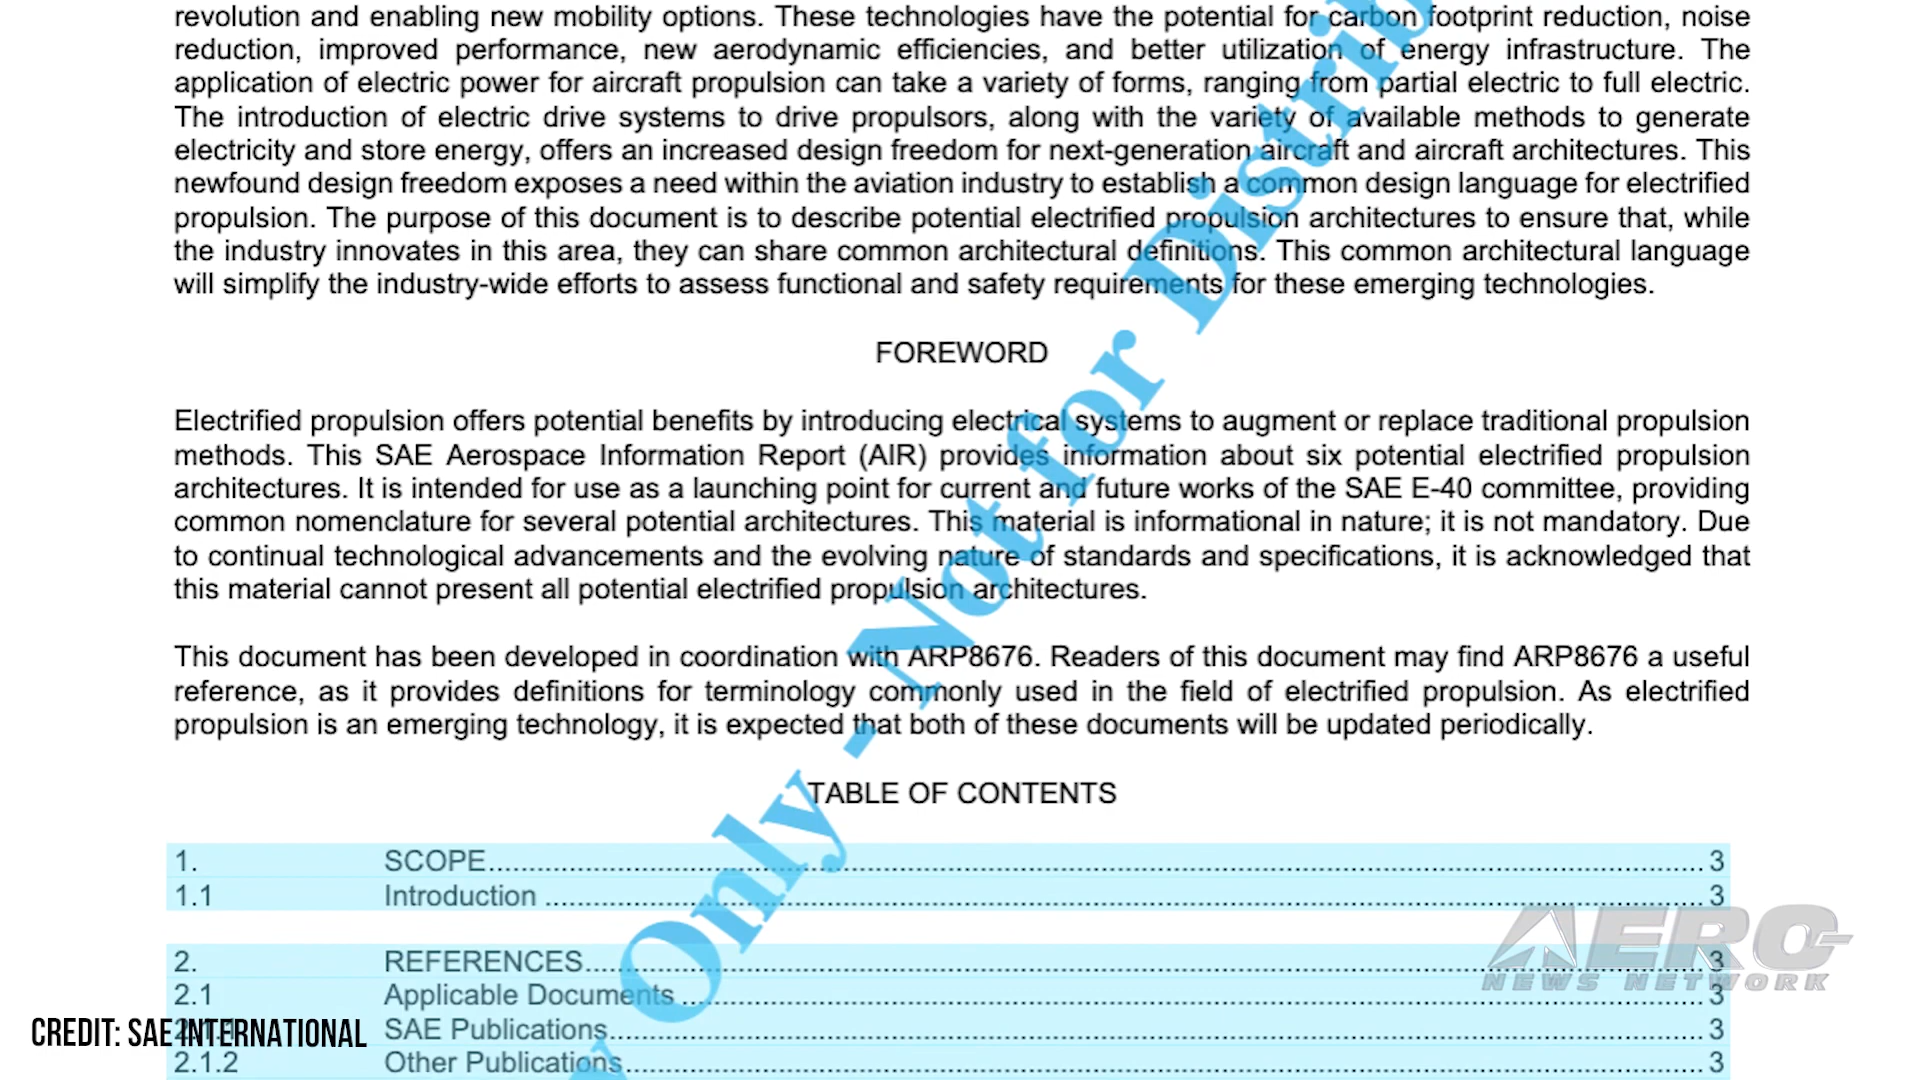 revolution and enabling new mobility options. These technologies have the potential for carbon footprint reduction, noise
reduction, improved performance, new aerodynamic efficiencies, and better utilization of energy infrastructure. The
application of electric power for aircraft propulsion can take a variety of forms, ranging from partial electric to full electric.
The introduction of electric drive systems to drive propulsors, along with the variety of available methods to generate
electricity and store energy, offers an increased design freedom for next-generation aircraft and aircraft architectures. This
newfound design freedom exposes a need within the aviation industry to establish a common design language for electrified
propulsion. The purpose of this document is to describe potential electrified propulsion architectures to ensure that, while
the industry innovates in this area, they can share common architectural definitions. This common architectural language
will simplify the industry-wide efforts to assess functional and safety requirements for these emerging technologies.
FOREWORD
Electrified propulsion offers potential benefits by introducing electrical systems to augment or replace traditional propulsion
methods. This SAE Aerospace Information Report (AIR) provides information about six potential electrified propulsion
architectures. It is intended for use as a launching point for current and future works of the SAE E-40 committee, providing
common nomenclature for several potential architectures. This material is informational in nature; it is not mandatory. Due
to continual technological advancements and the evolving nature of standards and specifications, it is acknowledged that
this material cannot present all potential electrified propulsion architectures.
This document has been developed in coordination with ARP8676. Readers of this document may find ARP8676 a useful
reference, as it provides definitions for terminology commonly used in the field of electrified propulsion. As electrified
propulsion is an emerging technology, it is expected that both of these documents will be updated periodically.
TABLE OF CONTENTS
1. SCOPE 3
1.1 Introduction 3
2. REFERENCES 3
2.1 Applicable Documents 3
2.1.1 SAE Publications 3
2.1.2 Other Publications 3
Only - Not for Distrib
AERO-
NEWS NETWORK
CREDIT: SAE INTERNATIONAL